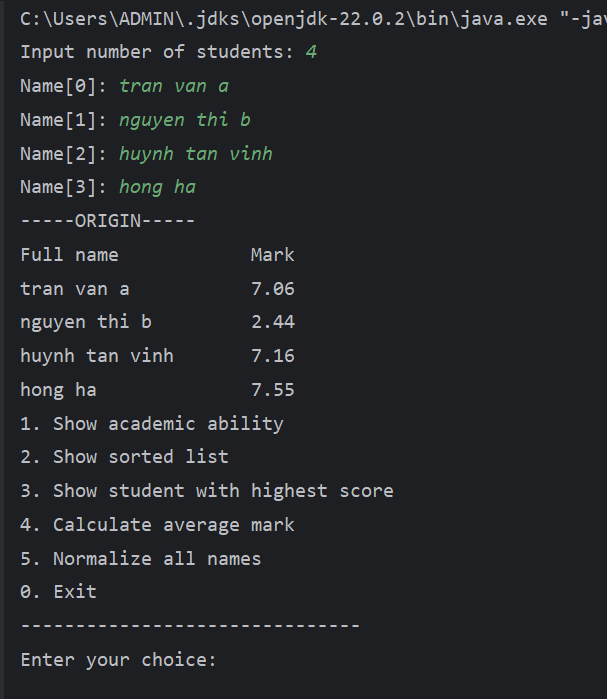 C:\Users\ADMIN\.jdks\openjdk-22.0.2\bin\java.exe "-jav
Input number of students: 4
Name[0]: tran van a
Name[1]: nguyen thi b
Name[2]: huynh tan vinh
Name[3]: hong ha
-----ORIGIN-----
Full name            Mark
tran van a           7.06
nguyen thi b         2.44
huynh tan vinh       7.16
hong ha              7.55
1. Show academic ability
2. Show sorted list
3. Show student with highest score
4. Calculate average mark
5. Normalize all names
0. Exit
-------------------------------
Enter your choice: